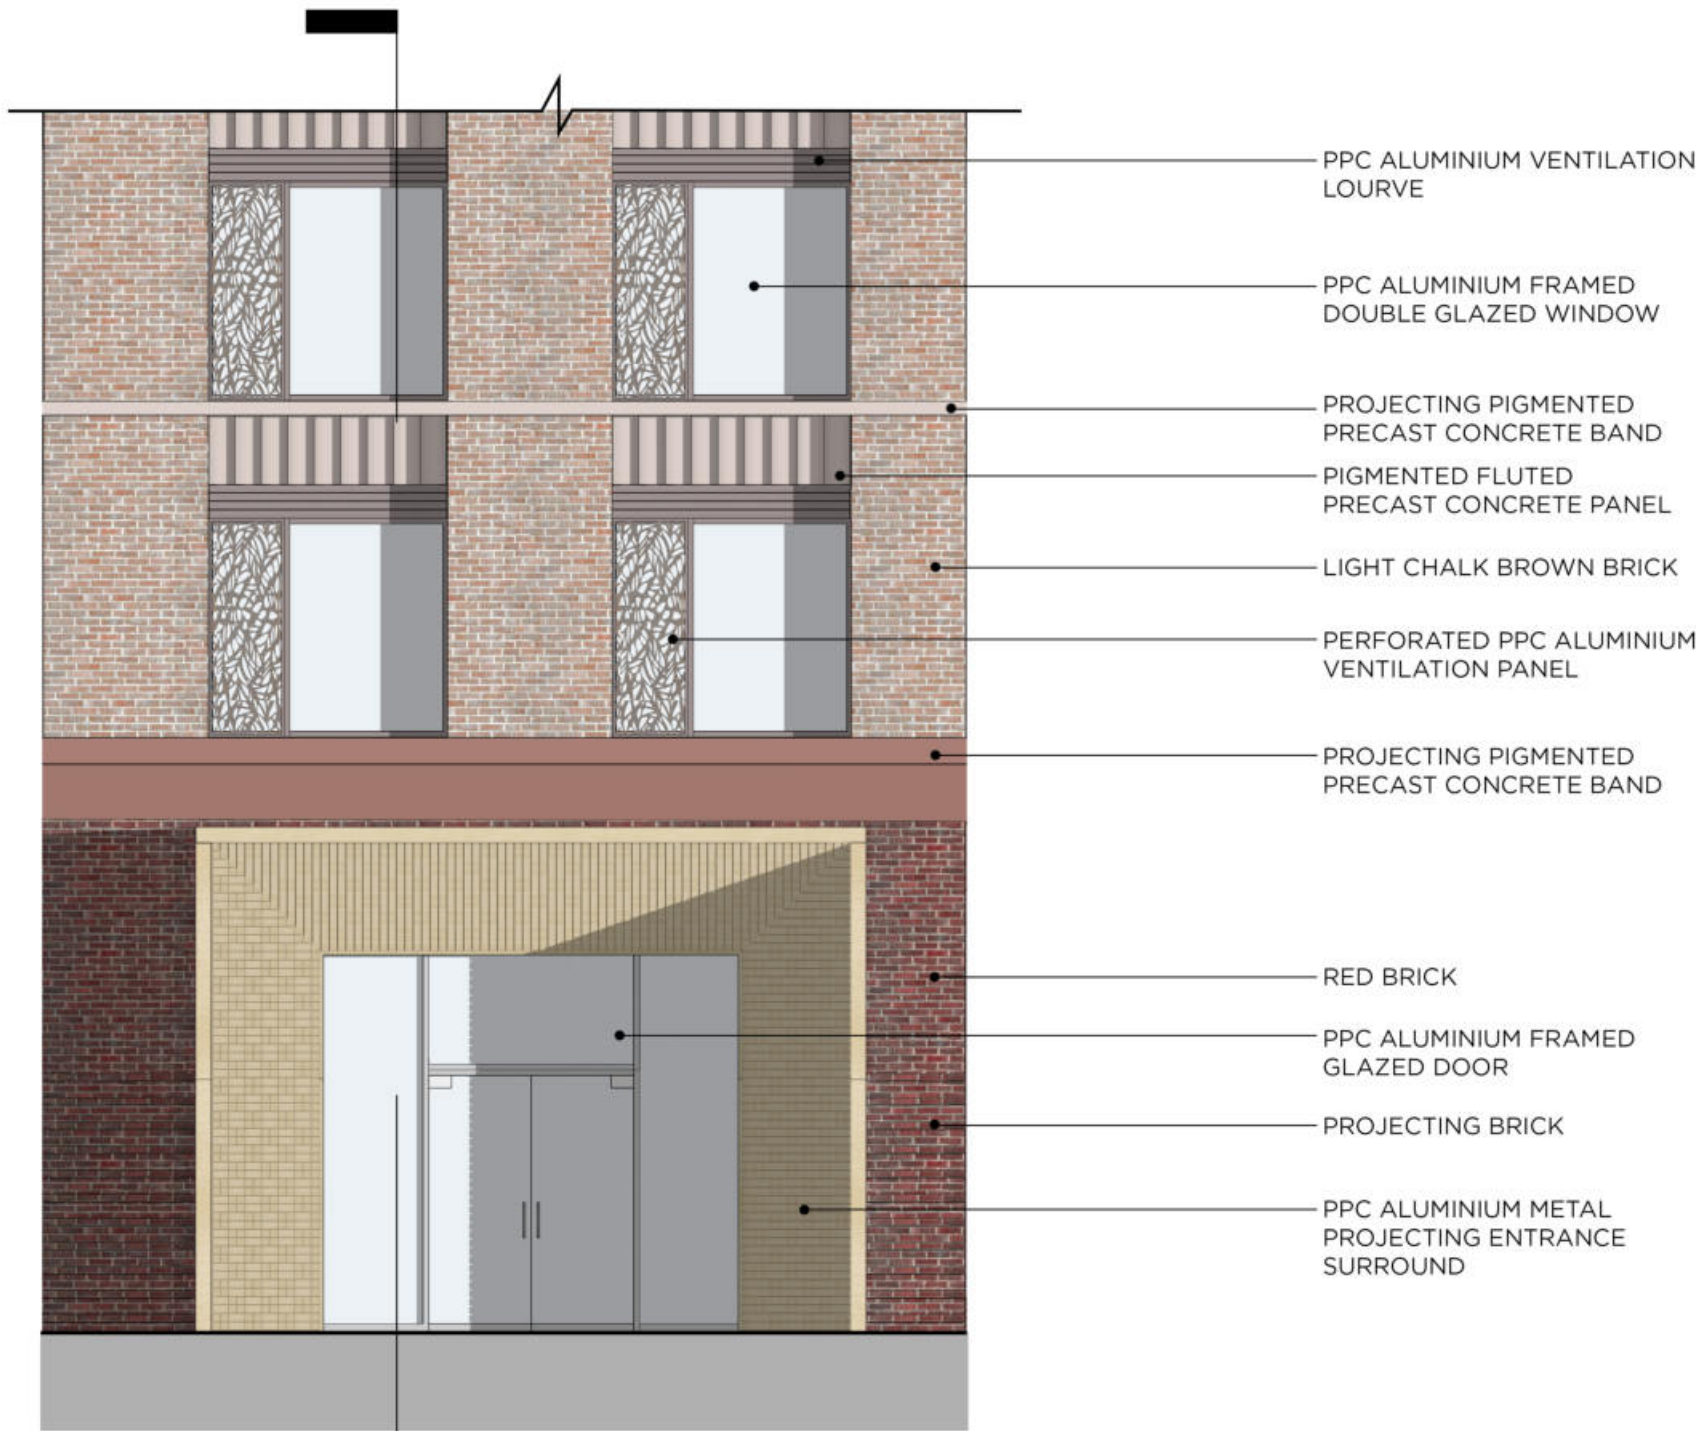 PPC ALUMINIUM VENTILATION
LOURVE
PPC ALUMINIUM FRAMED
DOUBLE GLAZED WINDOW
PROJECTING PIGMENTED
PRECAST CONCRETE BAND
PIGMENTED FLUTED
PRECAST CONCRETE PANEL
LIGHT CHALK BROWN BRICK
PERFORATED PPC ALUMINIUM
VENTILATION PANEL
PROJECTING PIGMENTED
PRECAST CONCRETE BAND
RED BRICK
PPC ALUMINIUM FRAMED
GLAZED DOOR
PROJECTING BRICK
PPC ALUMINIUM METAL
PROJECTING ENTRANCE
SURROUND